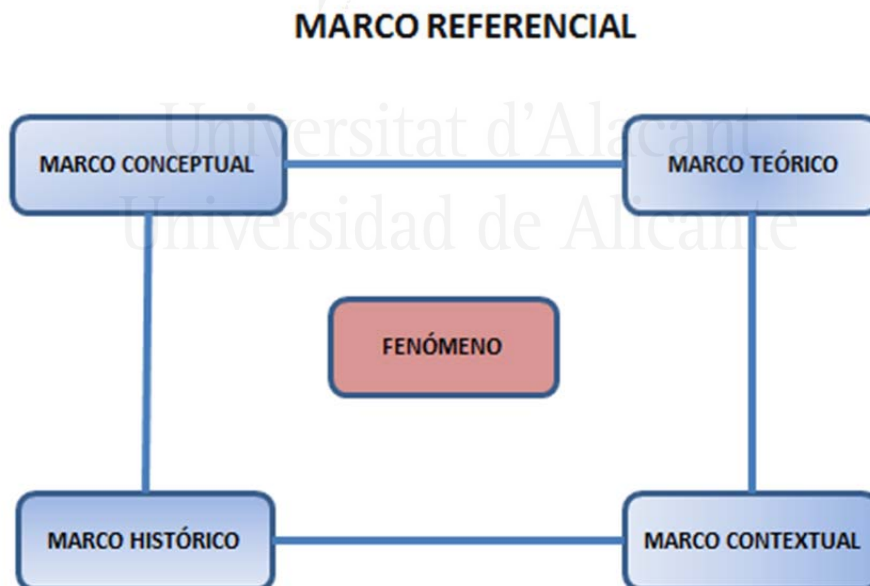 MARCO REFERENCIAL
Universitat d'Alacant
Universidad de Alicante
MARCO CONCEPTUAL
MARCO TEÓRICO
FENÓMENO
MARCO HISTÓRICO
MARCO CONTEXTUAL